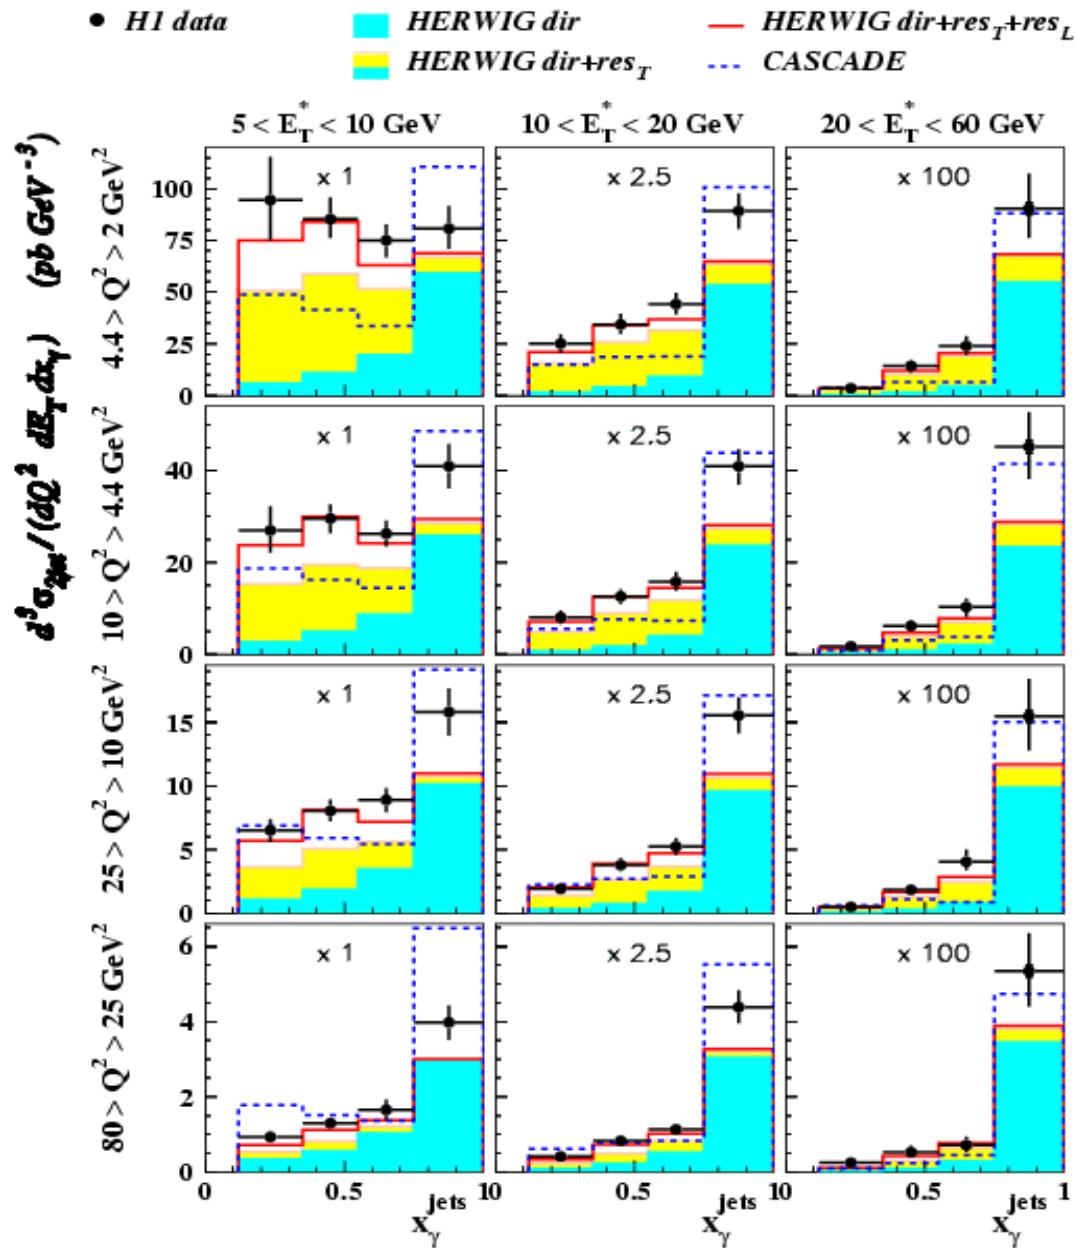 H1 data
HERWIG dir
HERWIG dir+res_T
HERWIG dir+res_T+res_L
CASCADE
5 < E_T^* < 10 GeV
10 < E_T^* < 20 GeV
20 < E_T^* < 60 GeV
d³σ_2jet/(dQ² dE_T dx_γ) (pb GeV⁻³)
4.4 > Q² > 2 GeV²
100
75
50
25
0
x 1
x 2.5
x 100
10 > Q² > 4.4 GeV²
40
20
0
x 1
x 2.5
x 100
25 > Q² > 10 GeV²
15
10
5
0
x 1
x 2.5
x 100
80 > Q² > 25 GeV²
6
4
2
0
x 1
x 2.5
x 100
0 0.5 10 0.5 10 0.5 1
x_γ^jets x_γ^jets x_γ^jets